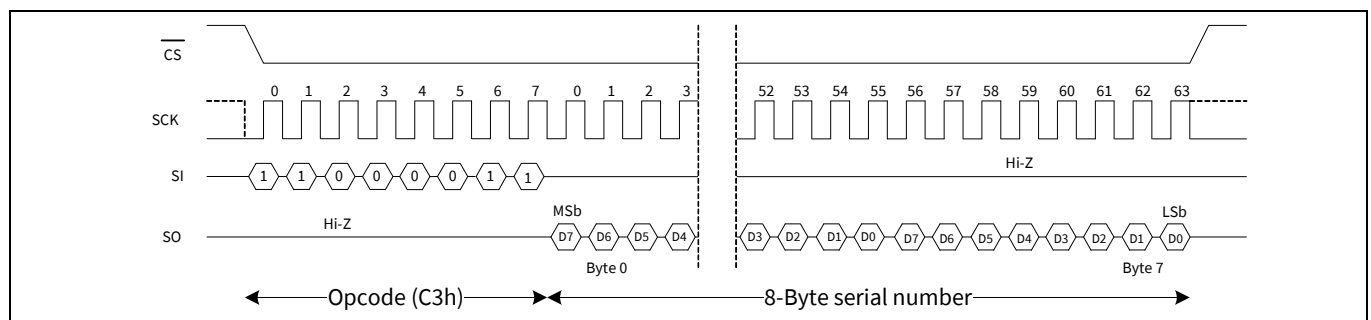 CS
0 1 2 3 4 5 6 7 0 1 2 3 52 53 54 55 56 57 58 59 60 61 62 63
SCK
Hi-Z
SI 1 1 0 0 0 0 1 1
MSb LSb
Hi-Z
SO D7 D6 D5 D4 D3 D2 D1 D0 D7 D6 D5 D4 D3 D2 D1 D0
Byte 0 Byte 7
Opcode (C3h) 8-Byte serial number